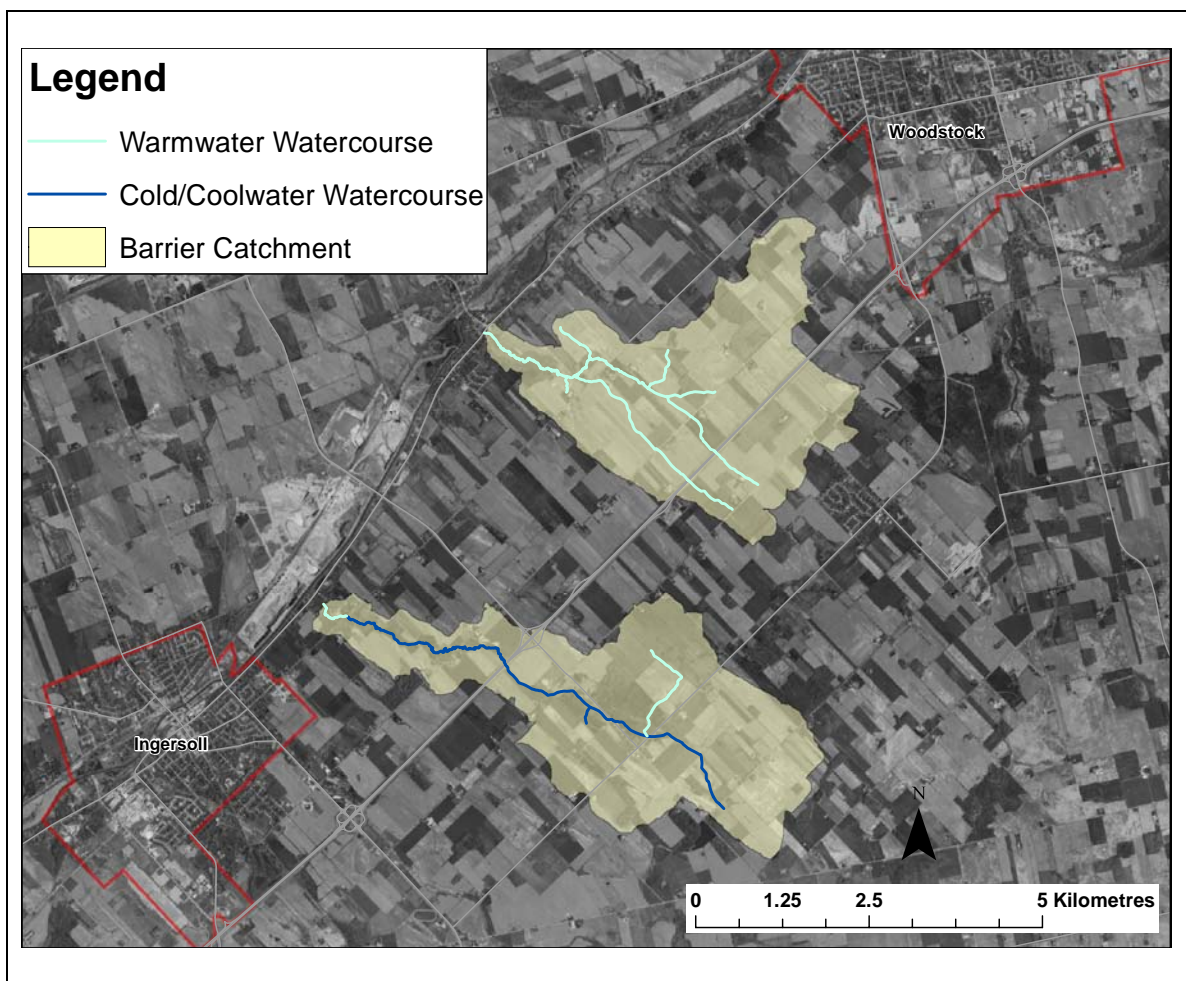 Legend
Warmwater Watercourse
Cold/Coolwater Watercourse
Barrier Catchment
Woodstock
Ingersoll
N
0 1.25 2.5 5 Kilometres